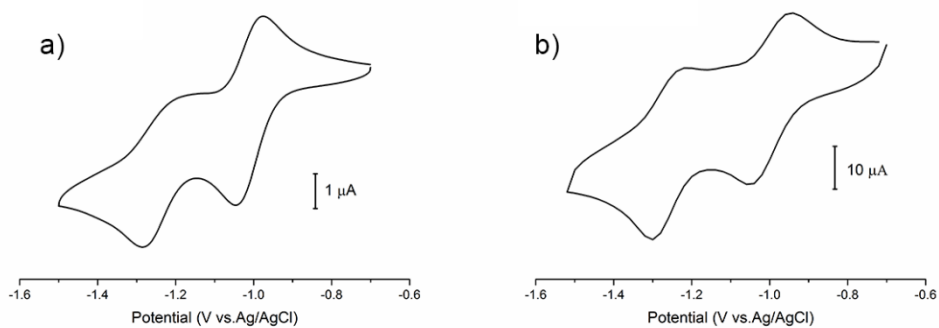 a)
1 μA
-1.6 -1.4 -1.2 -1.0 -0.8 -0.6
Potential (V vs.Ag/AgCl)
b)
10 μA
-1.6 -1.4 -1.2 -1.0 -0.8 -0.6
Potential (V vs.Ag/AgCl)